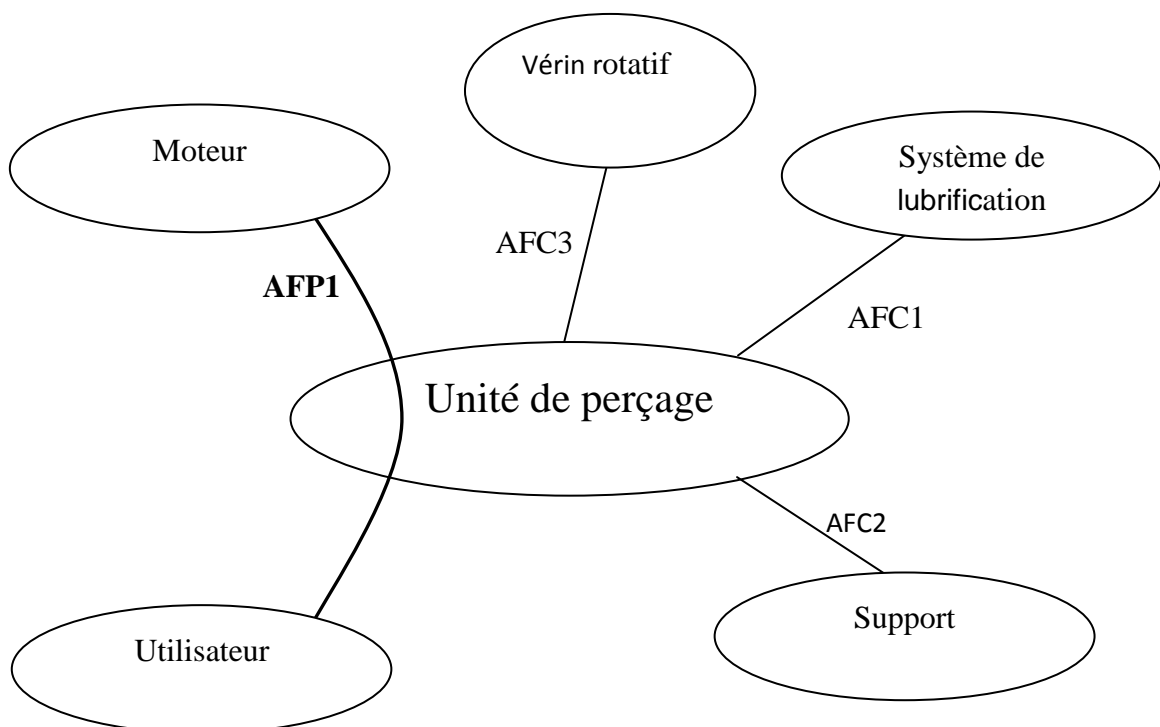 Vérin rotatif
Moteur
Système de
lubrification
AFC3
AFP1
AFC1
Unité de perçage
AFC2
Support
Utilisateur